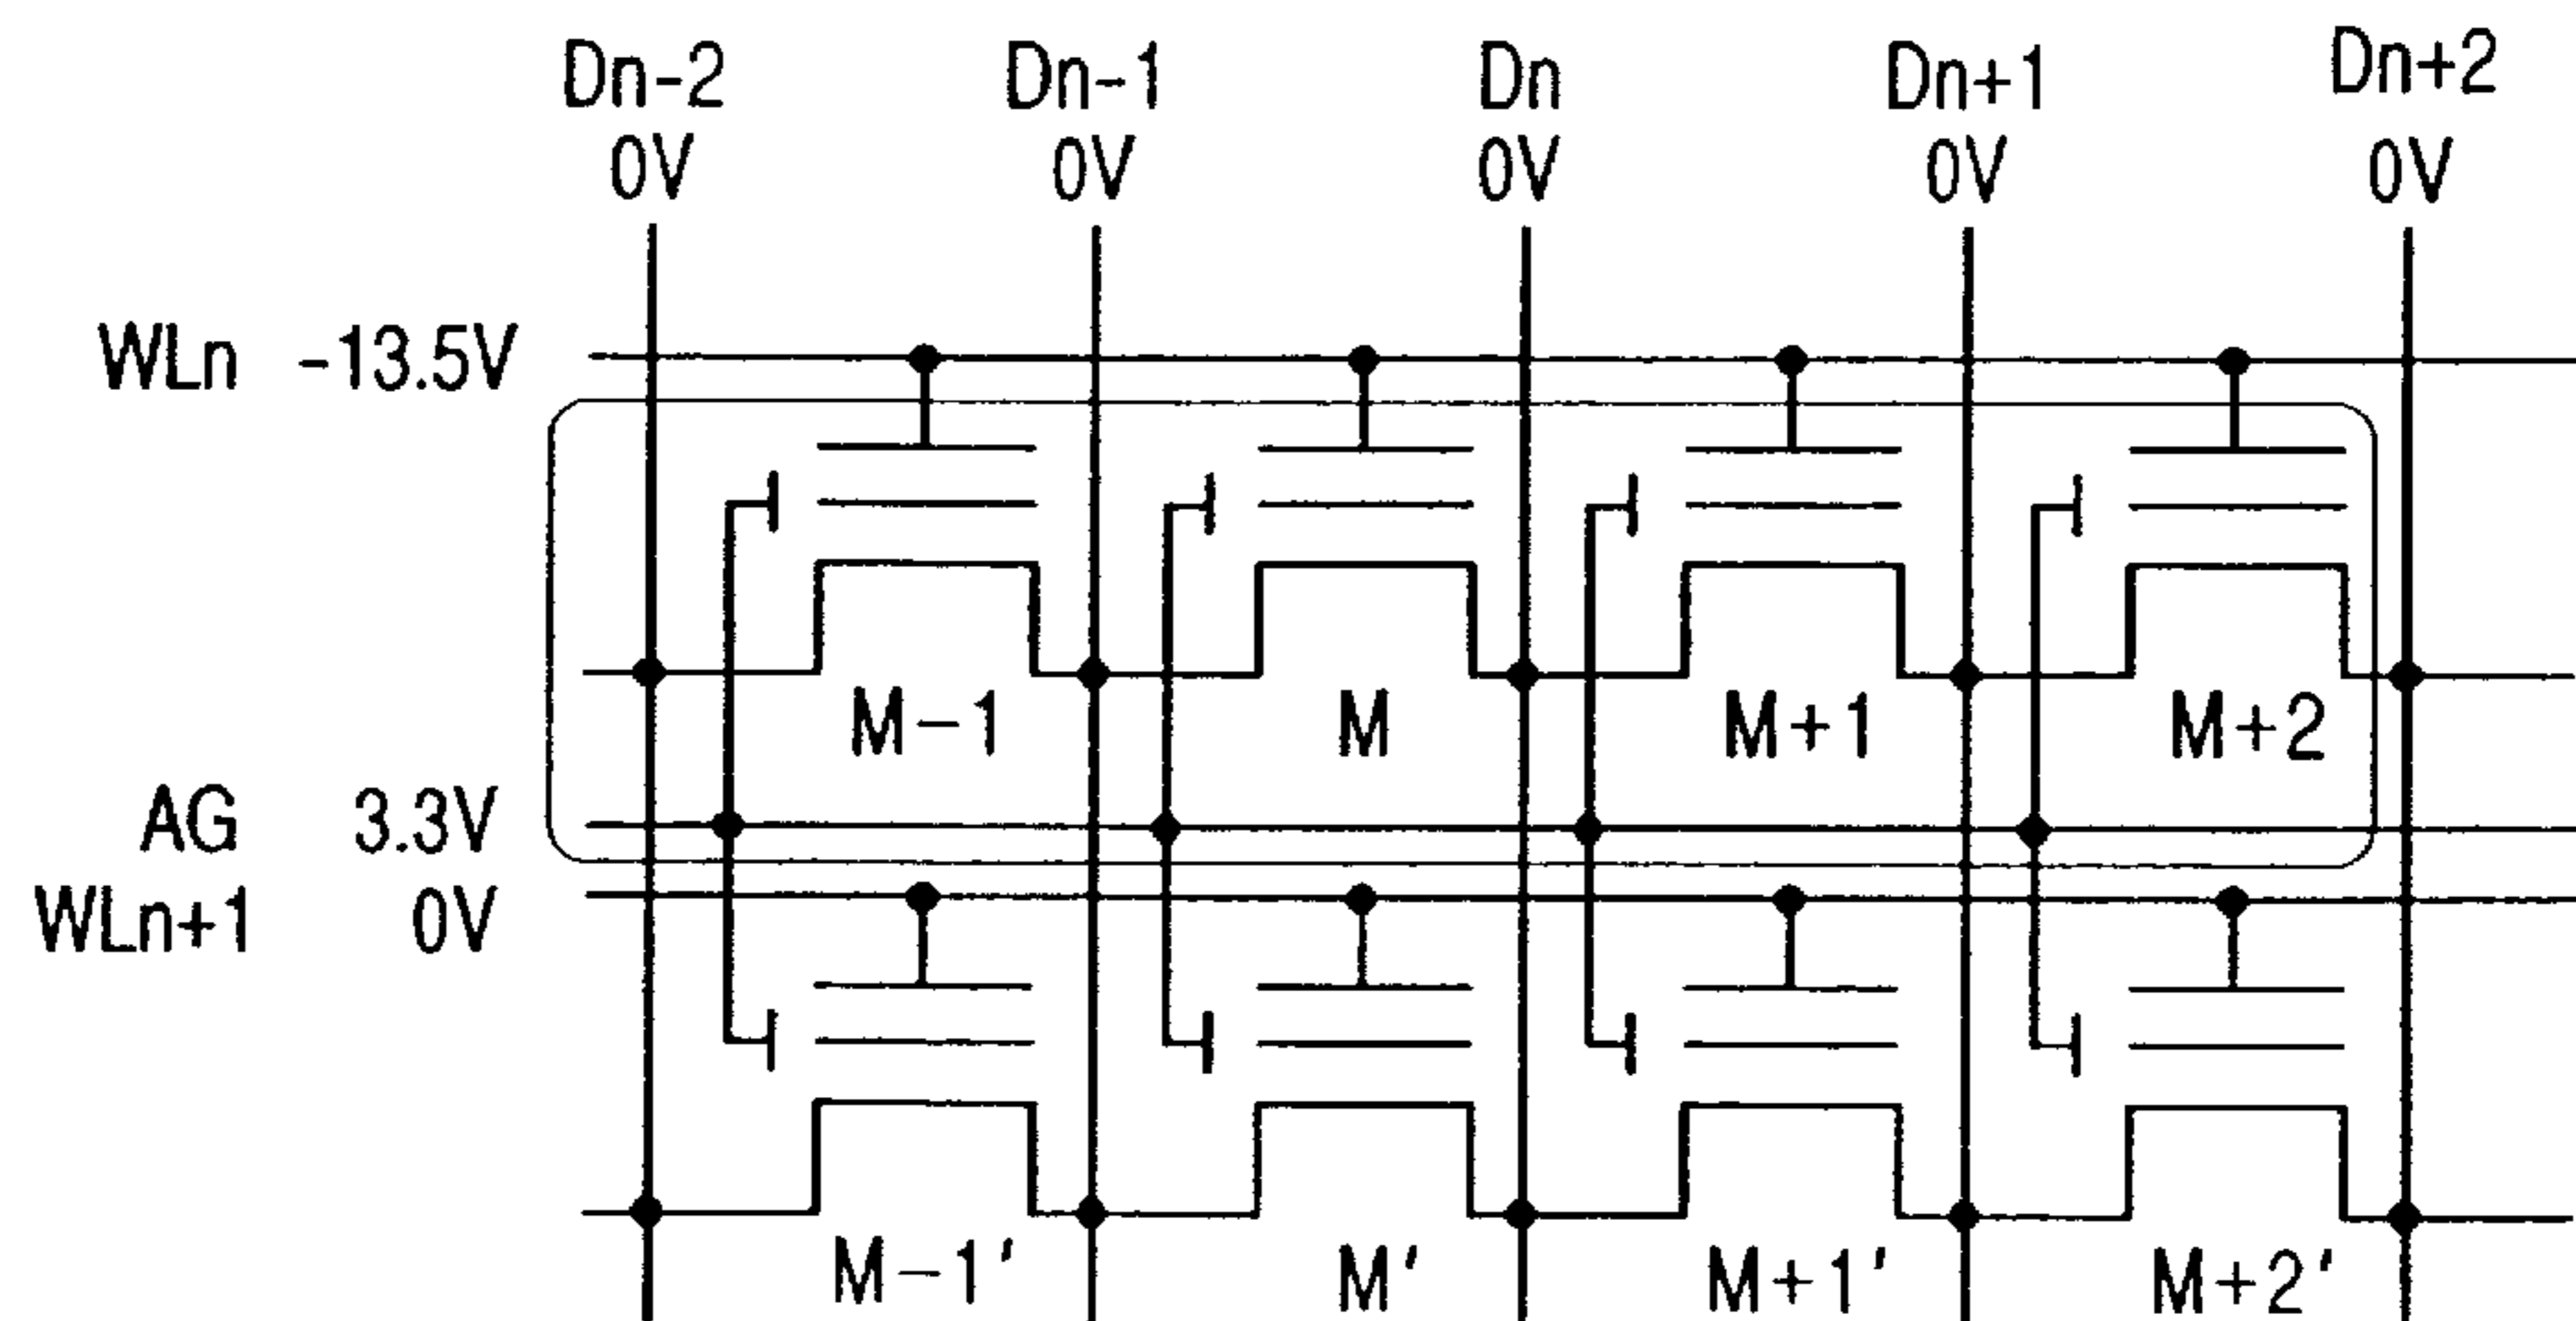 Dn-2 Dn-1 Dn Dn+1 Dn+2
0V 0V 0V 0V 0V
WLn -13.5V
M-1 M M+1 M+2
AG 3.3V
WLn+1 0V
M-1' M' M+1' M+2'